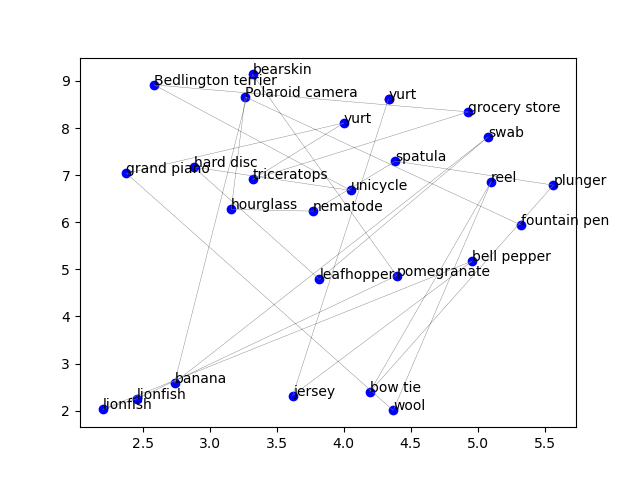 bearskin
Bedlington terrier
Polaroid camera
yurt
grocery store
yurt
swab
spatula
hard disc
grand piano
triceratops
unicycle
reel
plunger
hourglass
nematode
fountain pen
bell pepper
leafhopper
pomegranate
banana
lionfish
lionfish
jersey
bow tie
wool
9
8
7
6
5
4
3
2
2.5 3.0 3.5 4.0 4.5 5.0 5.5